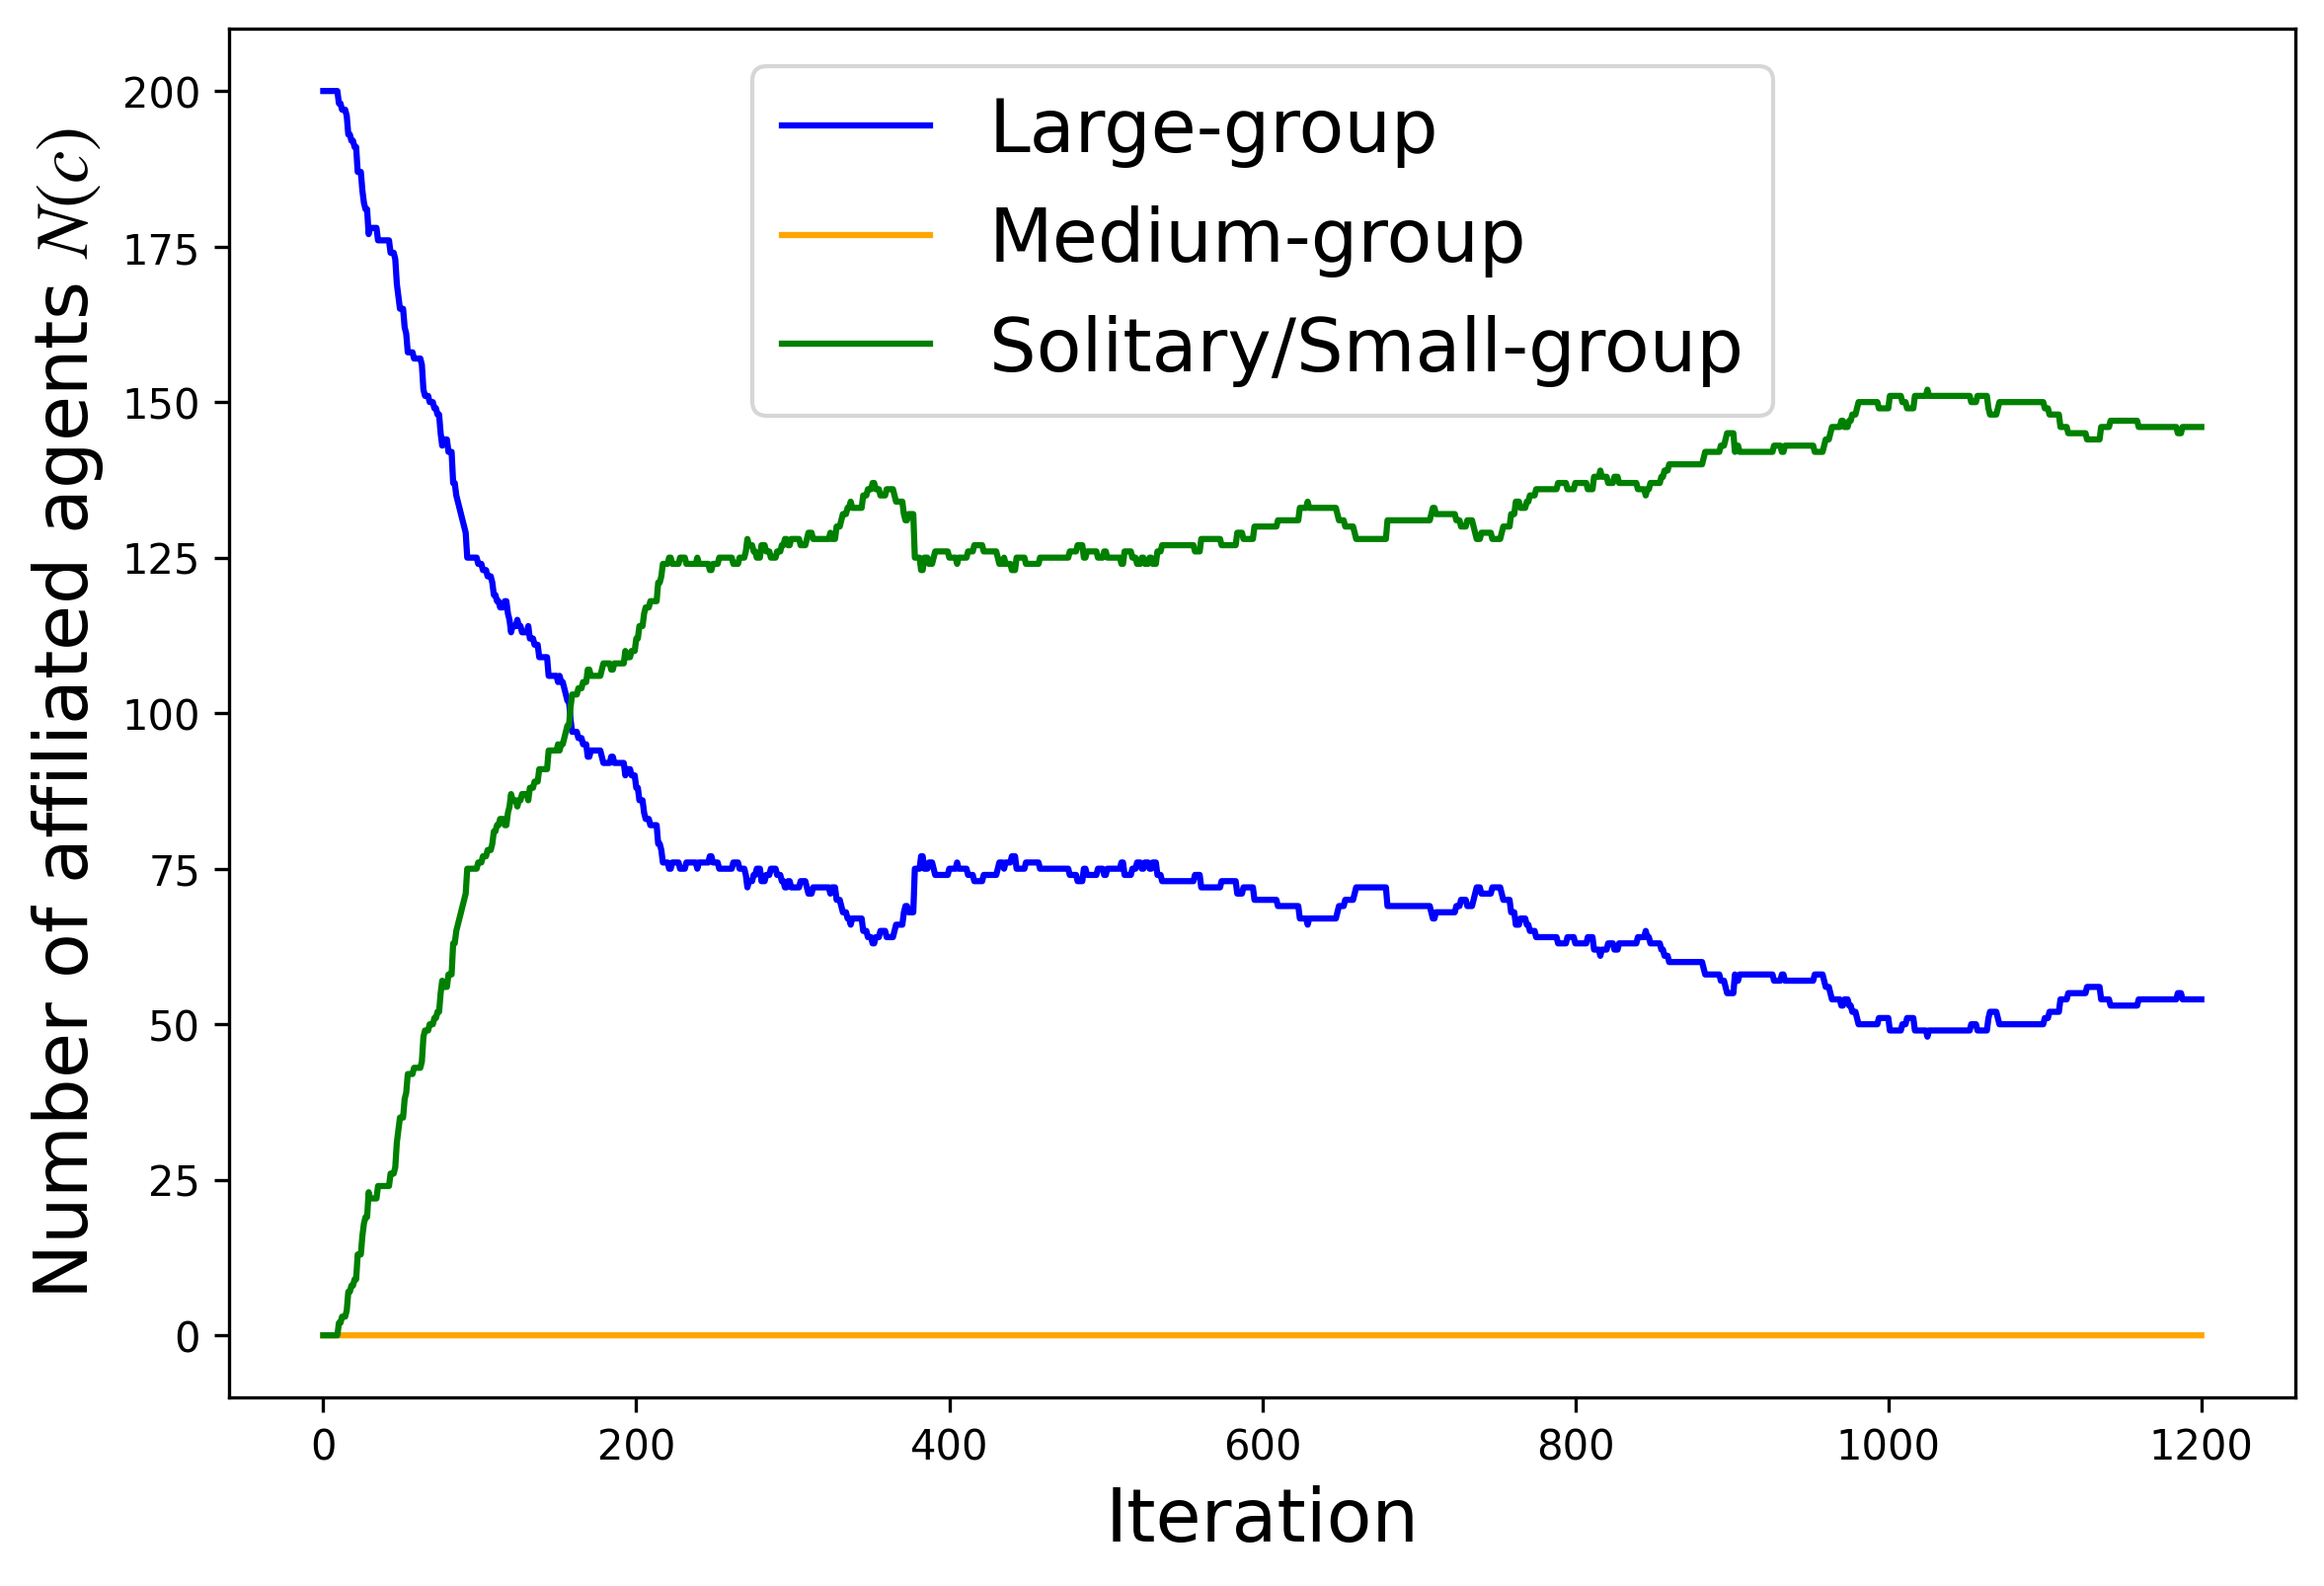 Number of affiliated agents N(c)
200
175
150
125
100
75
50
25
0
Large-group
Medium-group
Solitary/Small-group
0 200 400 600 800 1000 1200
Iteration